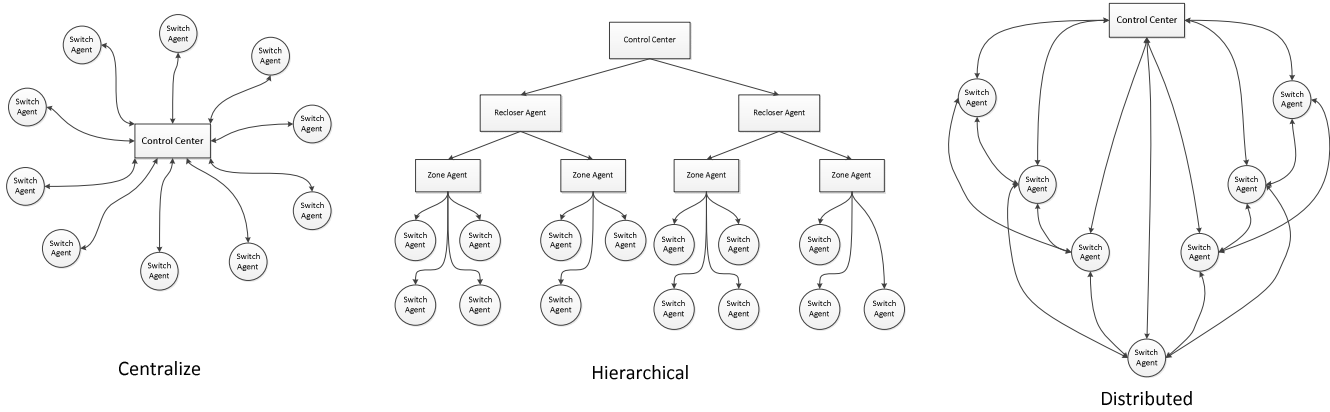 Switch
Agent
Switch
Agent
Switch
Agent
Switch
Agent
Switch
Agent
Control Center
Switch
Agent
Switch
Agent
Switch
Agent
Switch
Agent
Switch
Agent
Centralize
Control Center
Recloser Agent
Recloser Agent
Zone Agent
Zone Agent
Zone Agent
Zone Agent
Switch
Agent
Switch
Agent
Switch
Agent
Switch
Agent
Switch
Agent
Switch
Agent
Switch
Agent
Switch
Agent
Switch
Agent
Switch
Agent
Switch
Agent
Switch
Agent
Switch
Agent
Switch
Agent
Hierarchical
Control Center
Switch
Agent
Switch
Agent
Switch
Agent
Switch
Agent
Switch
Agent
Switch
Agent
Switch
Agent
Distributed